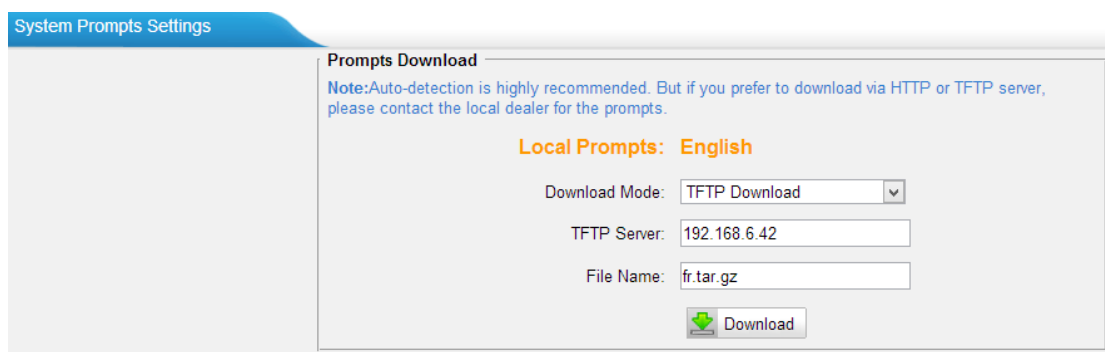 System Prompts Settings
Prompts Download
Note:Auto-detection is highly recommended. But if you prefer to download via HTTP or TFTP server,
please contact the local dealer for the prompts.
Local Prompts: English
Download Mode: TFTP Download
TFTP Server: 192.168.6.42
File Name: fr.tar.gz
Download